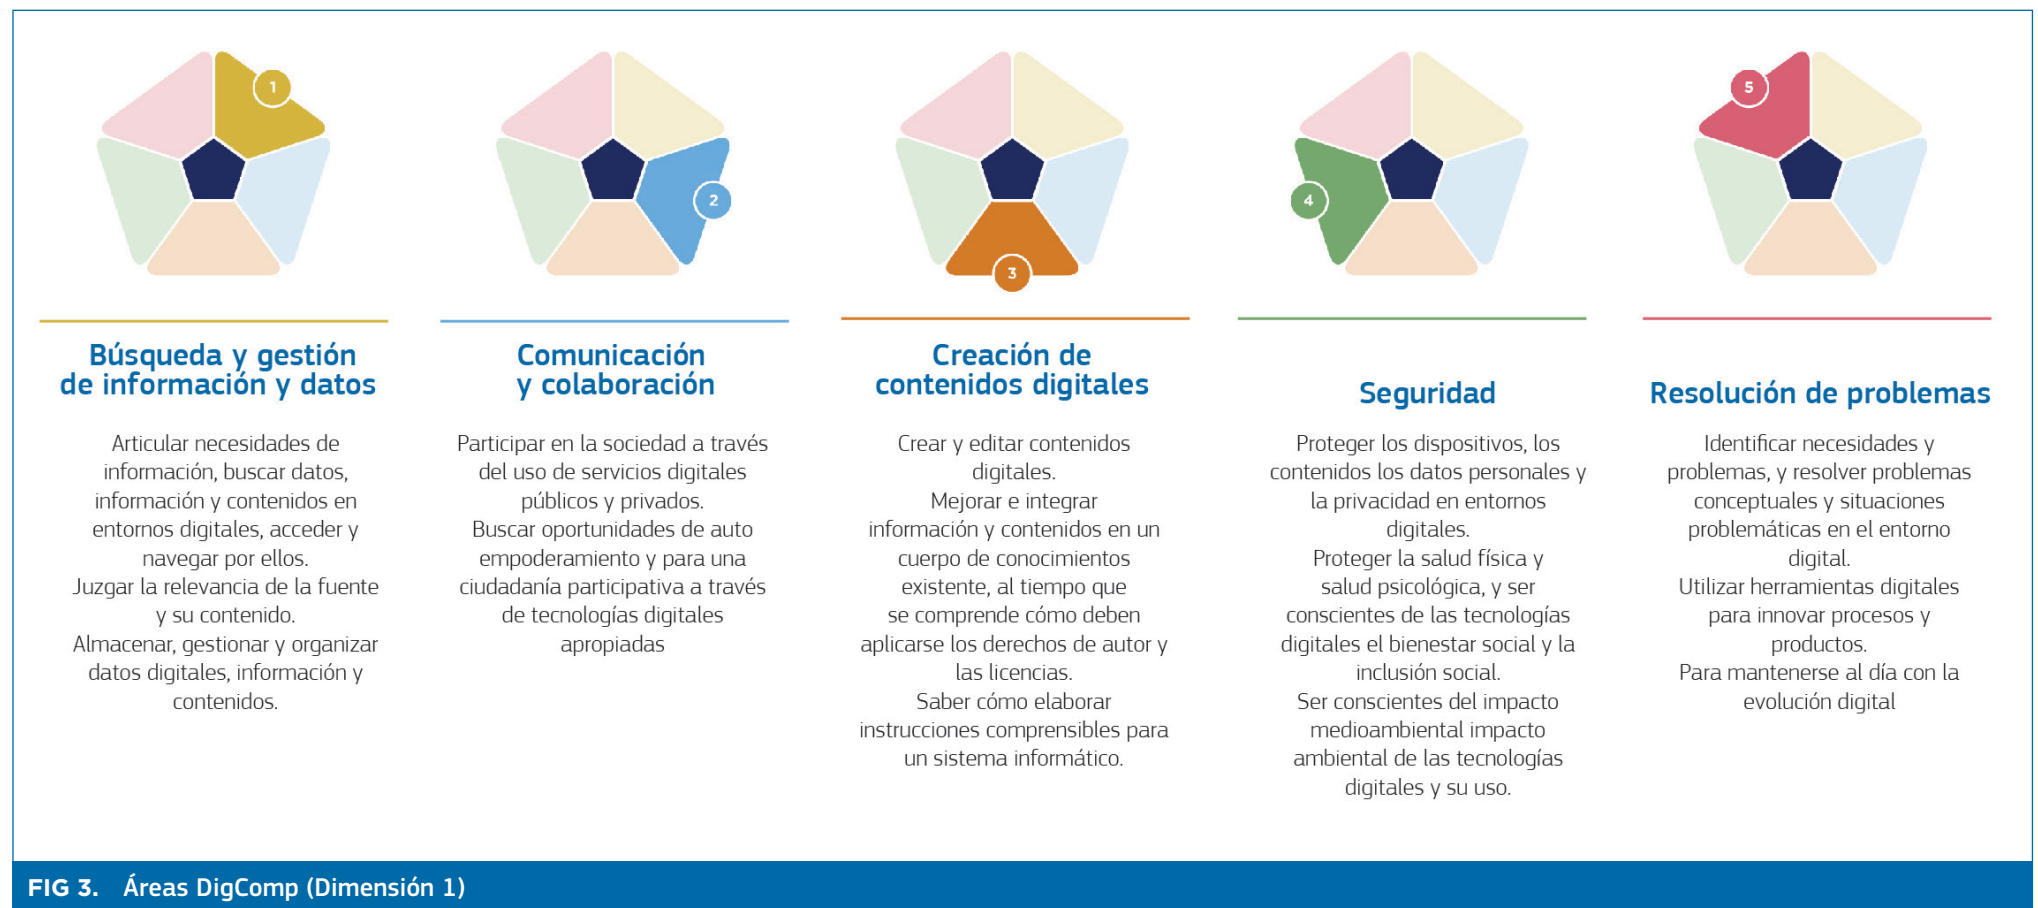 1
Búsqueda y gestión
de información y datos
Articular necesidades de
información, buscar datos,
información y contenidos en
entornos digitales, acceder y
navegar por ellos.
Juzgar la relevancia de la fuente
y su contenido.
Almacenar, gestionar y organizar
datos digitales, información y
contenidos.
2
Comunicación
y colaboración
Participar en la sociedad a través
del uso de servicios digitales
públicos y privados.
Buscar oportunidades de auto
empoderamiento y para una
ciudadanía participativa a través
de tecnologías digitales
apropiadas
3
Creación de
contenidos digitales
Crear y editar contenidos
digitales.
Mejorar e integrar
información y contenidos en un
cuerpo de conocimientos
existente, al tiempo que
se comprende cómo deben
aplicarse los derechos de autor y
las licencias.
Saber cómo elaborar
instrucciones comprensibles para
un sistema informático.
4
Seguridad
Proteger los dispositivos, los
contenidos los datos personales y
la privacidad en entornos
digitales.
Proteger la salud física y
salud psicológica, y ser
conscientes de las tecnologías
digitales el bienestar social y la
inclusión social.
Ser conscientes del impacto
medioambiental impacto
ambiental de las tecnologías
digitales y su uso.
5
Resolución de problemas
Identificar necesidades y
problemas, y resolver problemas
conceptuales y situaciones
problemáticas en el entorno
digital.
Utilizar herramientas digitales
para innovar procesos y
productos.
Para mantenerse al día con la
evolución digital
FIG 3. Áreas DigComp (Dimensión 1)